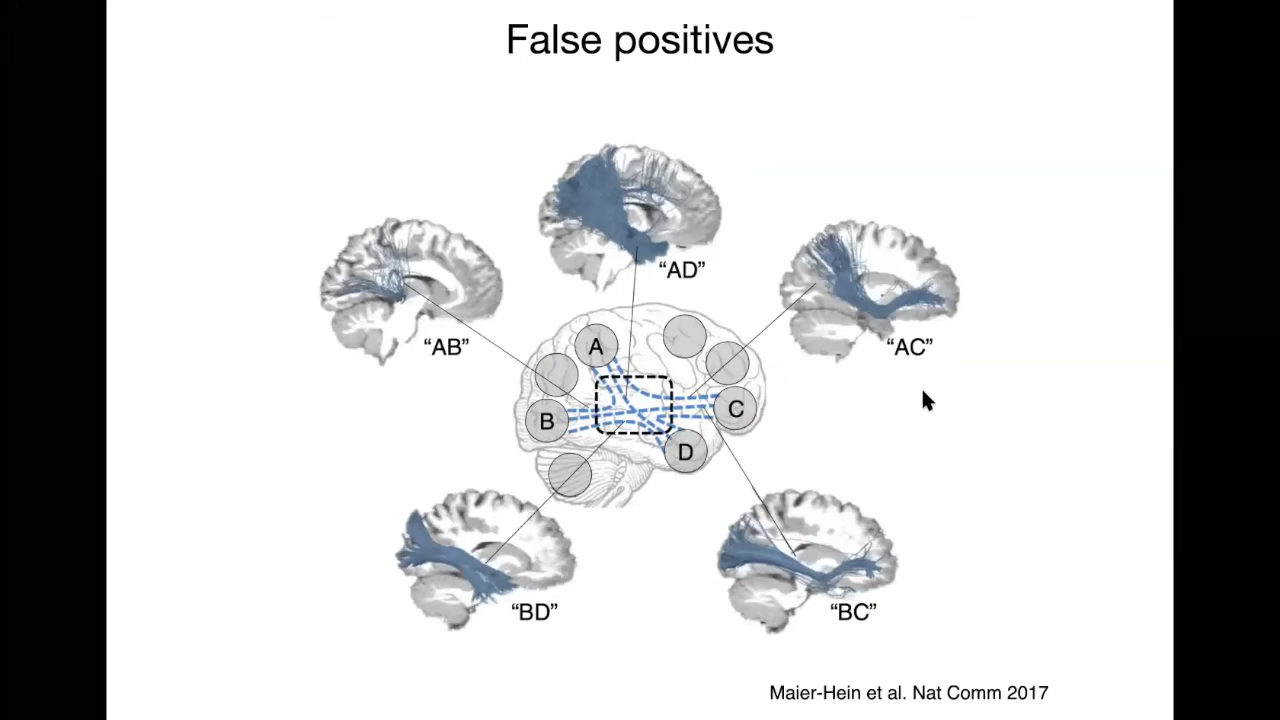 False positives
“AD”
“AB”
“AC”
A
B
C
D
“BD”
“BC”
Maier-Hein et al. Nat Comm 2017